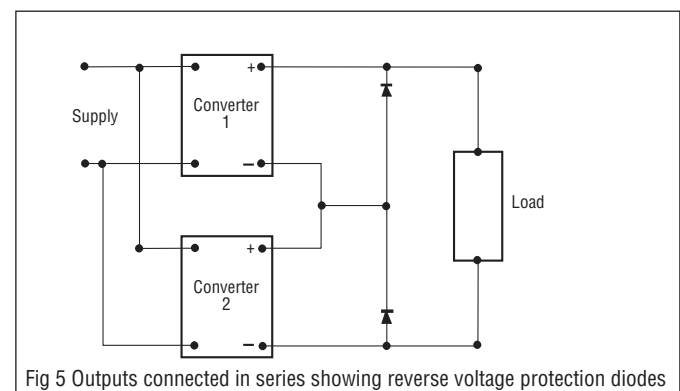 +
Converter
1
Supply
–
Load
+
Converter
2
–
Fig 5 Outputs connected in series showing reverse voltage protection diodes